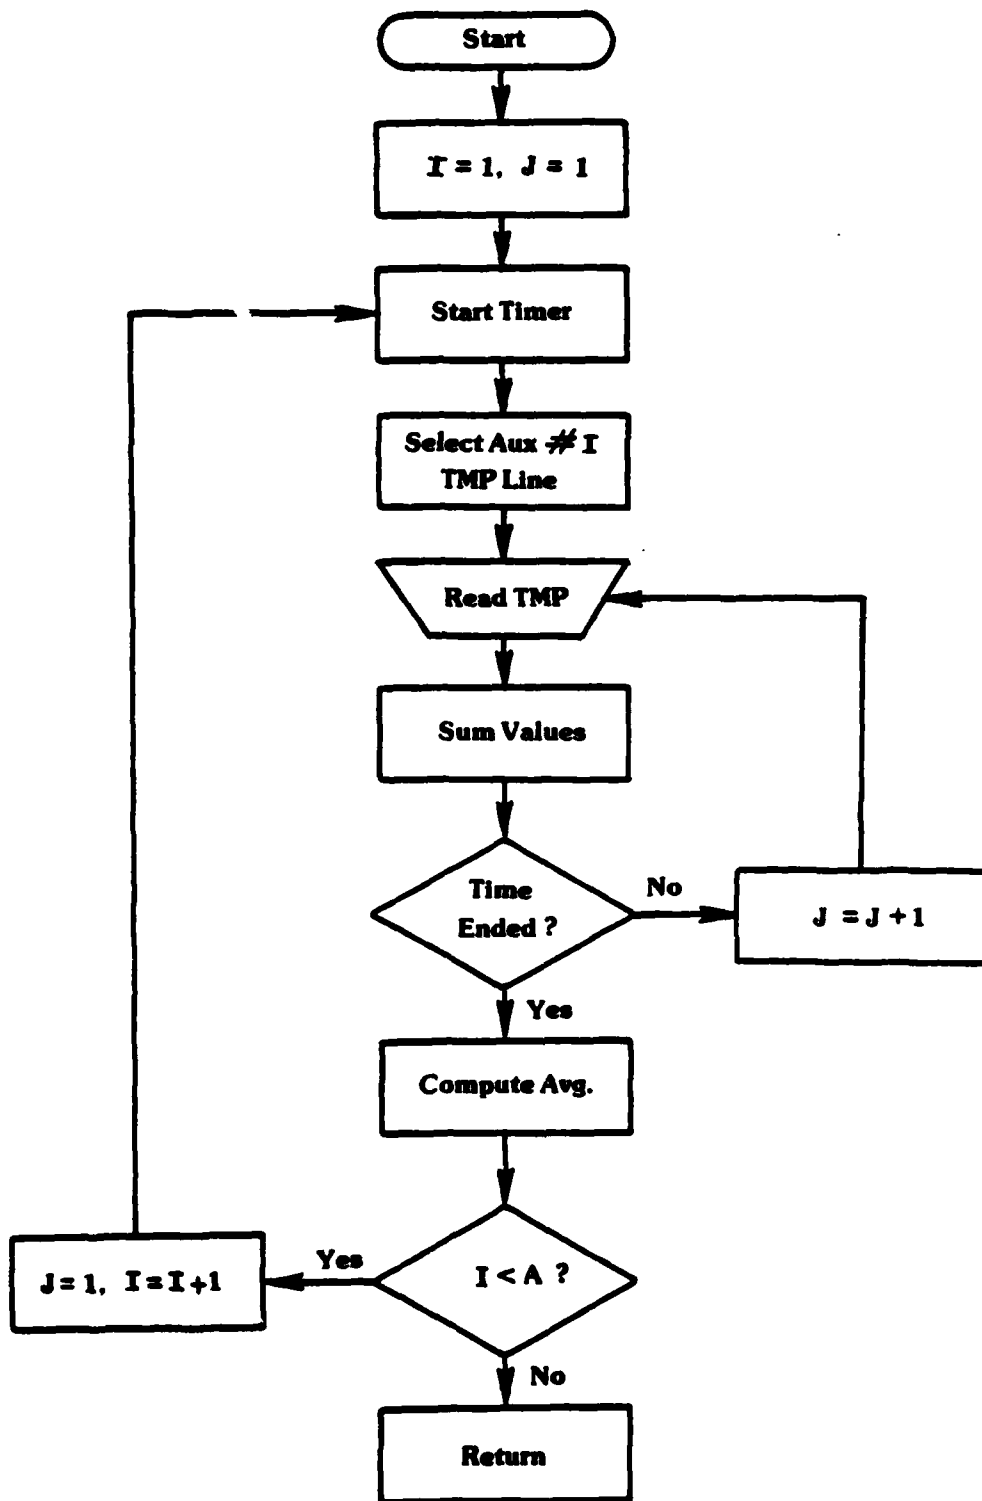 Start
I = 1, J = 1
Start Timer
Select Aux # I
TMP Line
Read TMP
Sum Values
Time
Ended ?
No
J = J + 1
Yes
Compute Avg.
I < A ?
Yes
J = 1, I = I + 1
No
Return